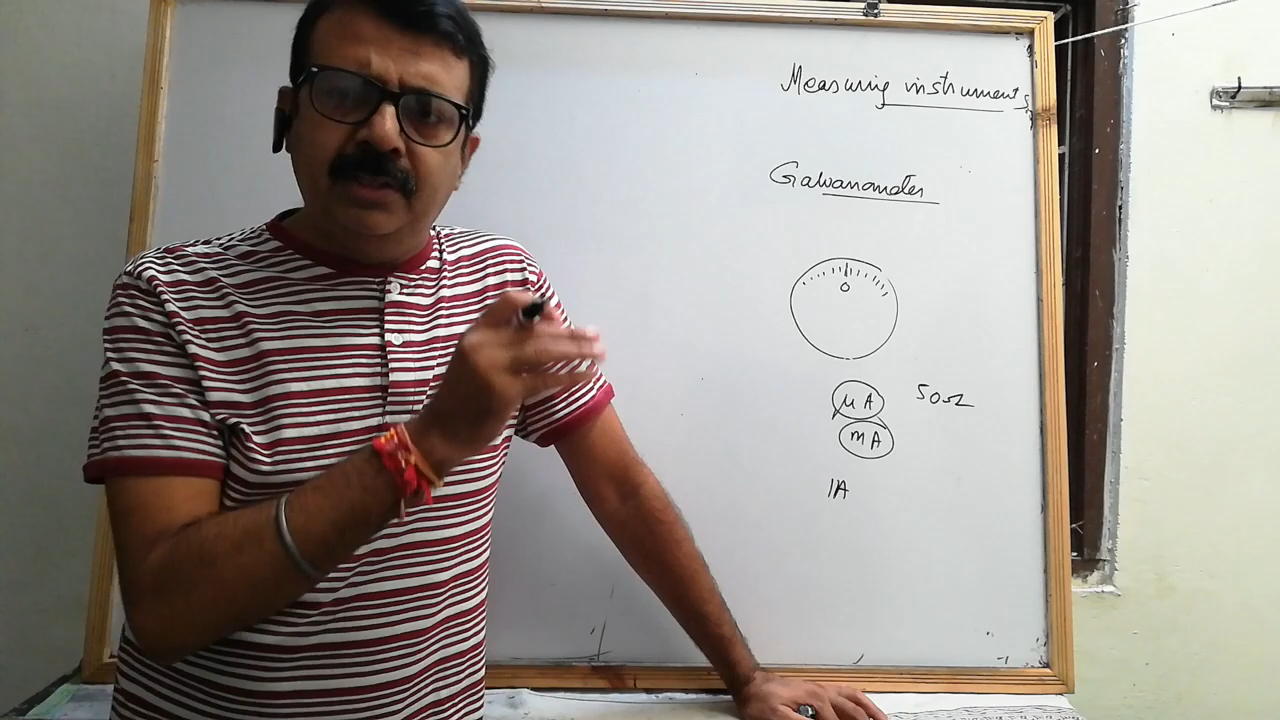 Measuring instruments
Galvanometer
0
μA 50Ω
mA
1A